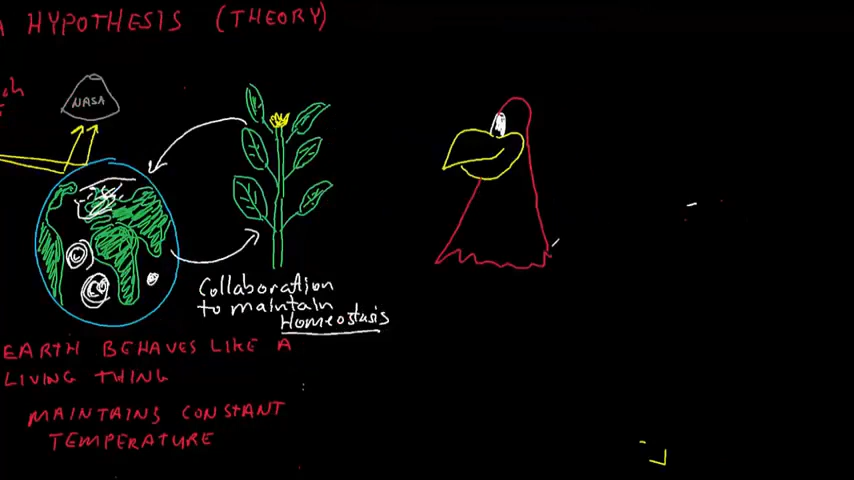 A HYPOTHESIS (THEORY)
NASA
Collaboration
to maintain
Homeostasis
EARTH BEHAVES LIKE A
LIVING THING
MAINTAINS CONSTANT
TEMPERATURE